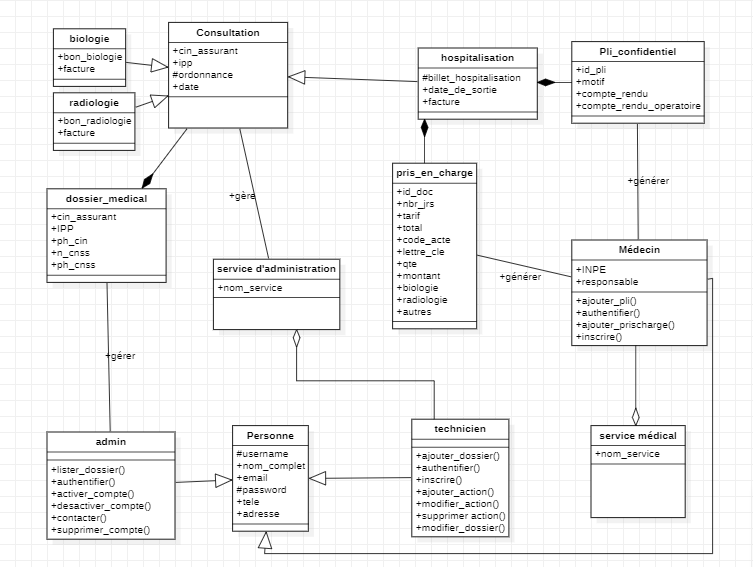 biologie
+bon_biologie
+facture
radiologie
+bon_radiologie
+facture
Consultation
+cin_assurant
+ipp
#ordonnance
+date
hospitalisation
#billet_hospitalisation
+date_de_sortie
+facture
Pli_confidentiel
+id_pli
+motif
+compte_rendu
+compte_rendu_operatoire
dossier_medical
+cin_assurant
+IPP
+ph_cin
+n_cnss
+ph_cnss
+gère
pris_en_charge
+id_doc
+nbr_jrs
+tarif
+total
+code_acte
+lettre_cle
+qte
+montant
+biologie
+radiologie
+autres
+générer
service d'administration
+nom_service
+générer
Médecin
+INPE
+responsable
+ajouter_pli()
+authentifier()
+ajouter_prischarge()
+inscrire()
+gérer
admin
+lister_dossier()
+authentifier()
+activer_compte()
+desactiver_compte()
+contacter()
+supprimer_compte()
Personne
#username
+nom_complet
+email
#password
+tele
+adresse
technicien
+ajouter_dossier()
+authentifier()
+inscrire()
+ajouter_action()
+modifier_action()
+supprimer action()
+modifier_dossier()
service médical
+nom_service